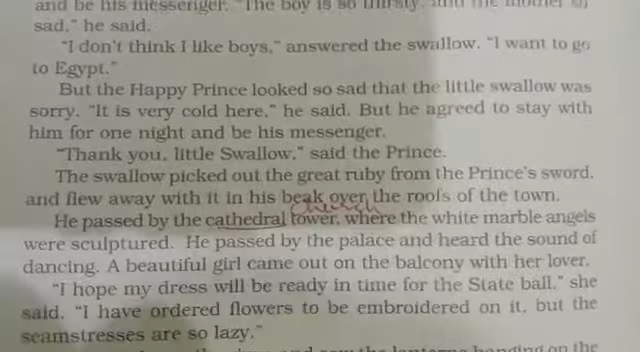 and be his messenger. "The boy is so thirsty, and the mother so
sad," he said.
"I don't think I like boys," answered the swallow. "I want to go
to Egypt."
But the Happy Prince looked so sad that the little swallow was
sorry. "It is very cold here," he said. But he agreed to stay with
him for one night and be his messenger.
"Thank you, little Swallow," said the Prince.
The swallow picked out the great ruby from the Prince's sword,
and flew away with it in his beak over the roofs of the town.
church
He passed by the cathedral tower, where the white marble angels
were sculptured. He passed by the palace and heard the sound of
dancing. A beautiful girl came out on the balcony with her lover.
"I hope my dress will be ready in time for the State ball," she
said. "I have ordered flowers to be embroidered on it, but the
seamstresses are so lazy."
the lanterns hanging on the